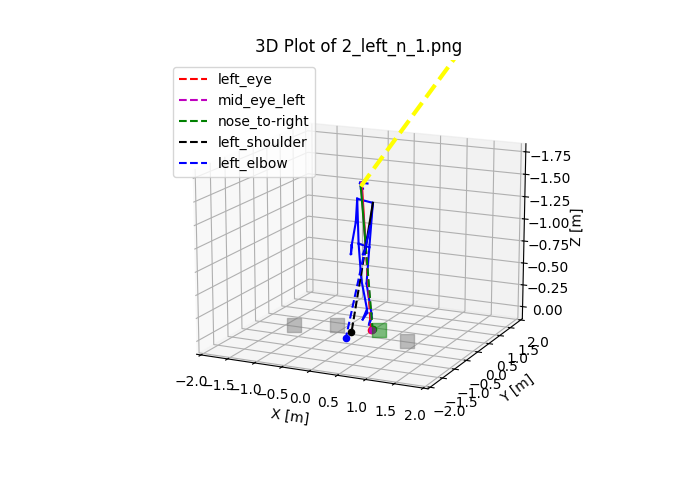 3D Plot of 2_left_n_1.png
left_eye
mid_eye_left
nose_to-right
left_shoulder
left_elbow
−1.75
−1.50
−1.25
−1.00
−0.75
−0.50
−0.25
0.00
Z [m]
−2.0
−1.5
−1.0
−0.5
0.0
0.5
1.0
1.5
2.0
X [m]
−2.0
−1.5
−1.0
−0.5
0.0
0.5
1.0
1.5
2.0
Y [m]